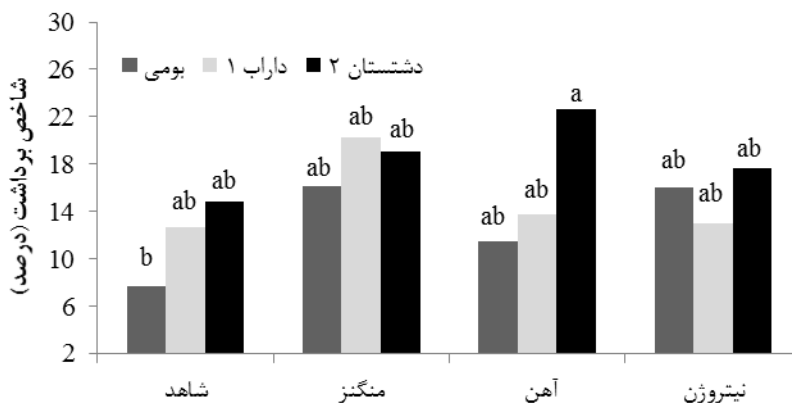 شاخص برداشت (درصد)
30
26
22
18
14
10
6
2
بومی داراب ۱ دشتستان ۲
b ab ab
ab ab ab
ab ab a
ab ab ab
شاهد منگنز آهن نیتروژن